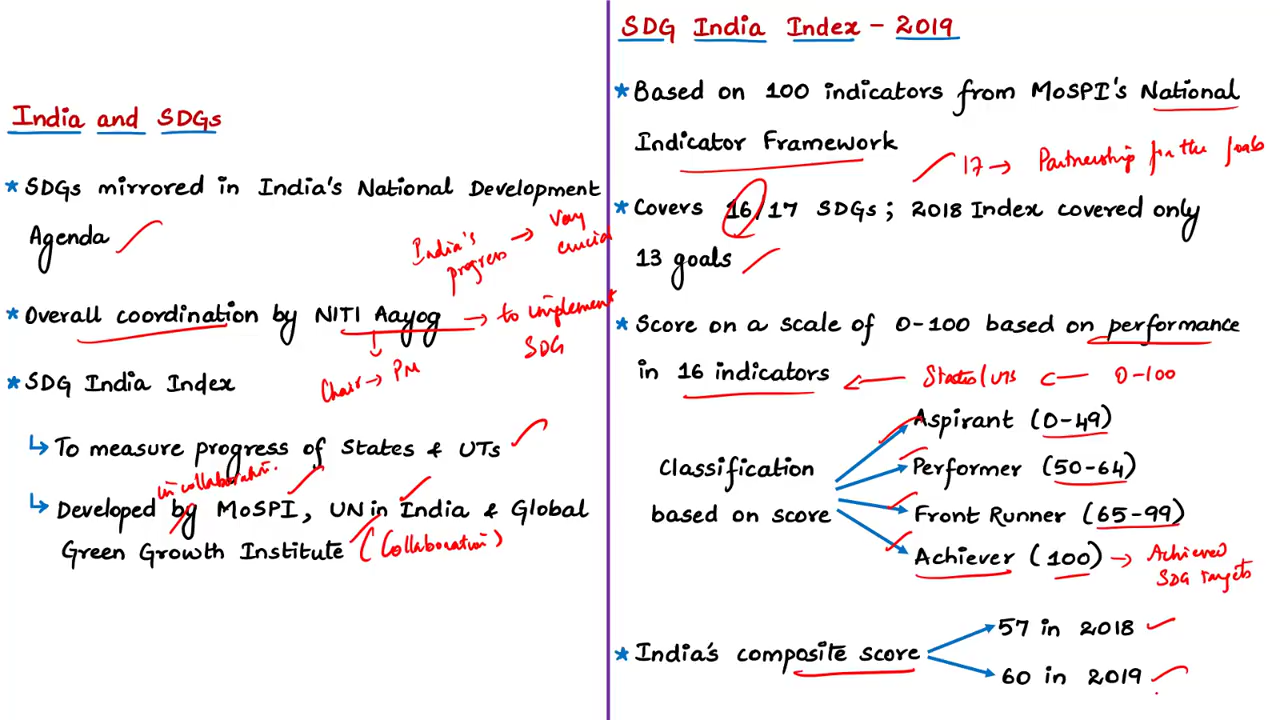 India and SDGs
* SDGs mirrored in India's National Development
Agenda
India's progress → Very crucial
* Overall coordination by NITI Aayog → to implement SDG
Chair → PM
* SDG India Index
↳ To measure progress of States & UTs
in collaboration
↳ Developed by MoSPI, UN in India & Global
Green Growth Institute (Collaboration)
SDG India Index - 2019
* Based on 100 indicators from MoSPI's National
Indicator Framework
17 → Partnership for the goals
* Covers 16/17 SDGs; 2018 Index covered only
13 goals
* Score on a scale of 0-100 based on performance
in 16 indicators ← States/UTs ← 0-100
Classification
based on score
Aspirant (0-49)
Performer (50-64)
Front Runner (65-99)
Achiever (100) → Achieved
SDG targets
* India's composite score
57 in 2018
60 in 2019